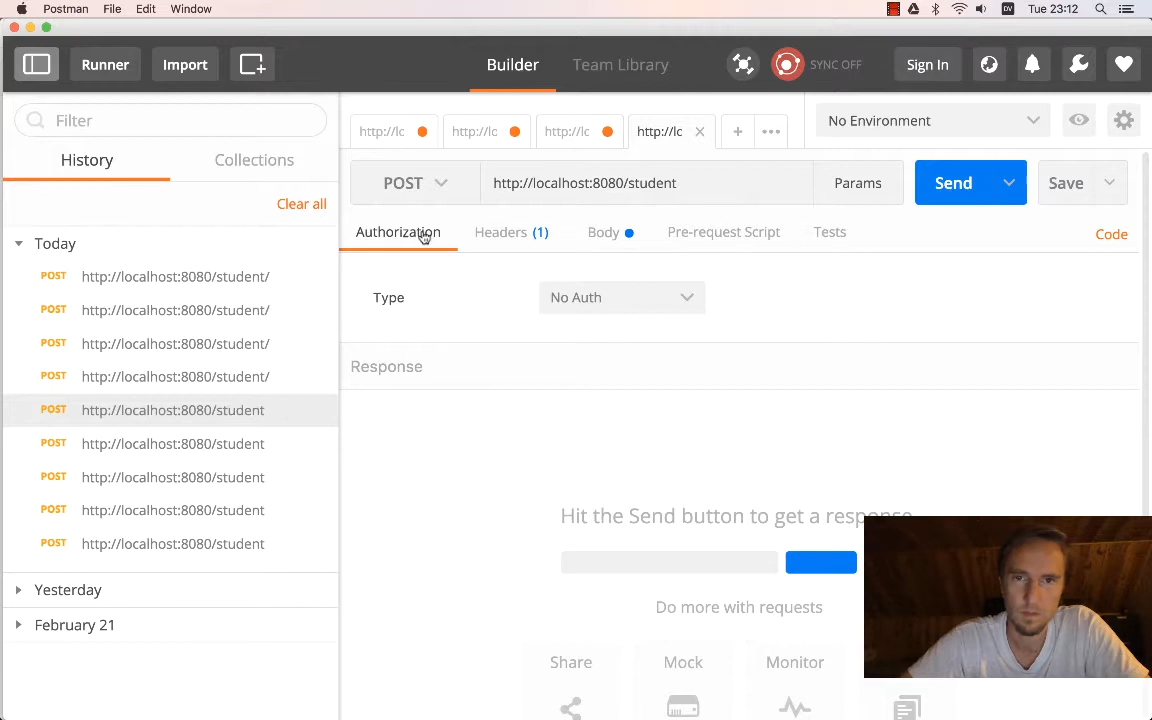 Postman File Edit Window DV Tue 23:12
Runner Import Builder Team Library SYNC OFF Sign In
Filter
History Collections
Clear all
Today
POST http://localhost:8080/student/
POST http://localhost:8080/student/
POST http://localhost:8080/student/
POST http://localhost:8080/student/
POST http://localhost:8080/student
POST http://localhost:8080/student
POST http://localhost:8080/student
POST http://localhost:8080/student
POST http://localhost:8080/student
Yesterday
February 21
http://lc http://lc http://lc http://lc No Environment
POST http://localhost:8080/student Params Send Save
Authorization Headers (1) Body Pre-request Script Tests Code
Type No Auth
Response
Hit the Send button to get a response
Do more with requests
Share Mock Monitor